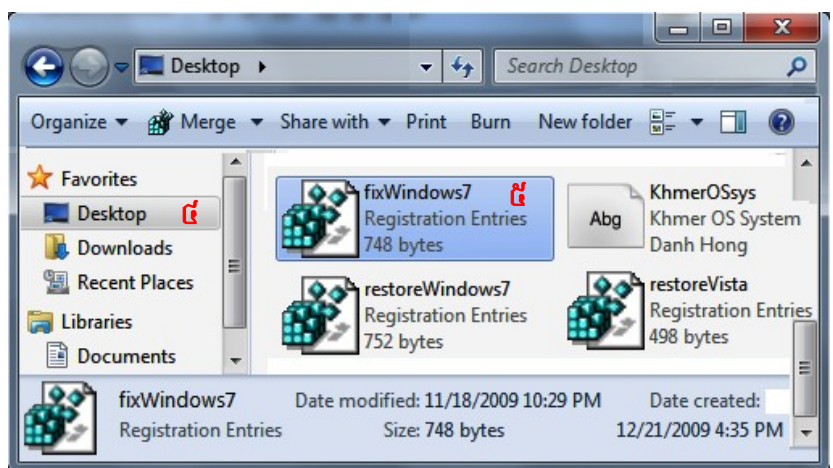 Desktop
Search Desktop
Organize Merge Share with Print Burn New folder
Favorites
Desktop ៤
Downloads
Recent Places
Libraries
Documents
fixWindows7 ៥
Registration Entries
748 bytes
Abg
KhmerOSsys
Khmer OS System
Danh Hong
restoreWindows7
Registration Entries
752 bytes
restoreVista
Registration Entries
498 bytes
fixWindows7 Date modified: 11/18/2009 10:29 PM Date created:
Registration Entries Size: 748 bytes 12/21/2009 4:35 PM